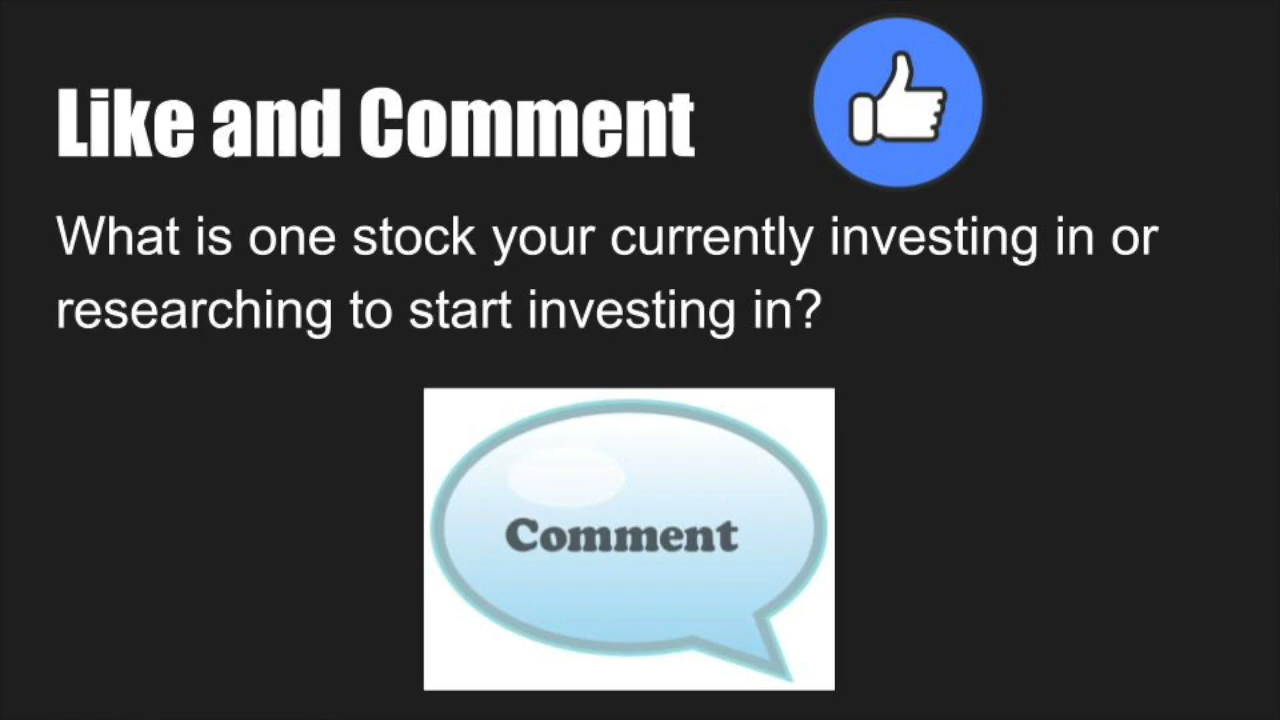 Like and Comment
What is one stock your currently investing in or
researching to start investing in?
Comment